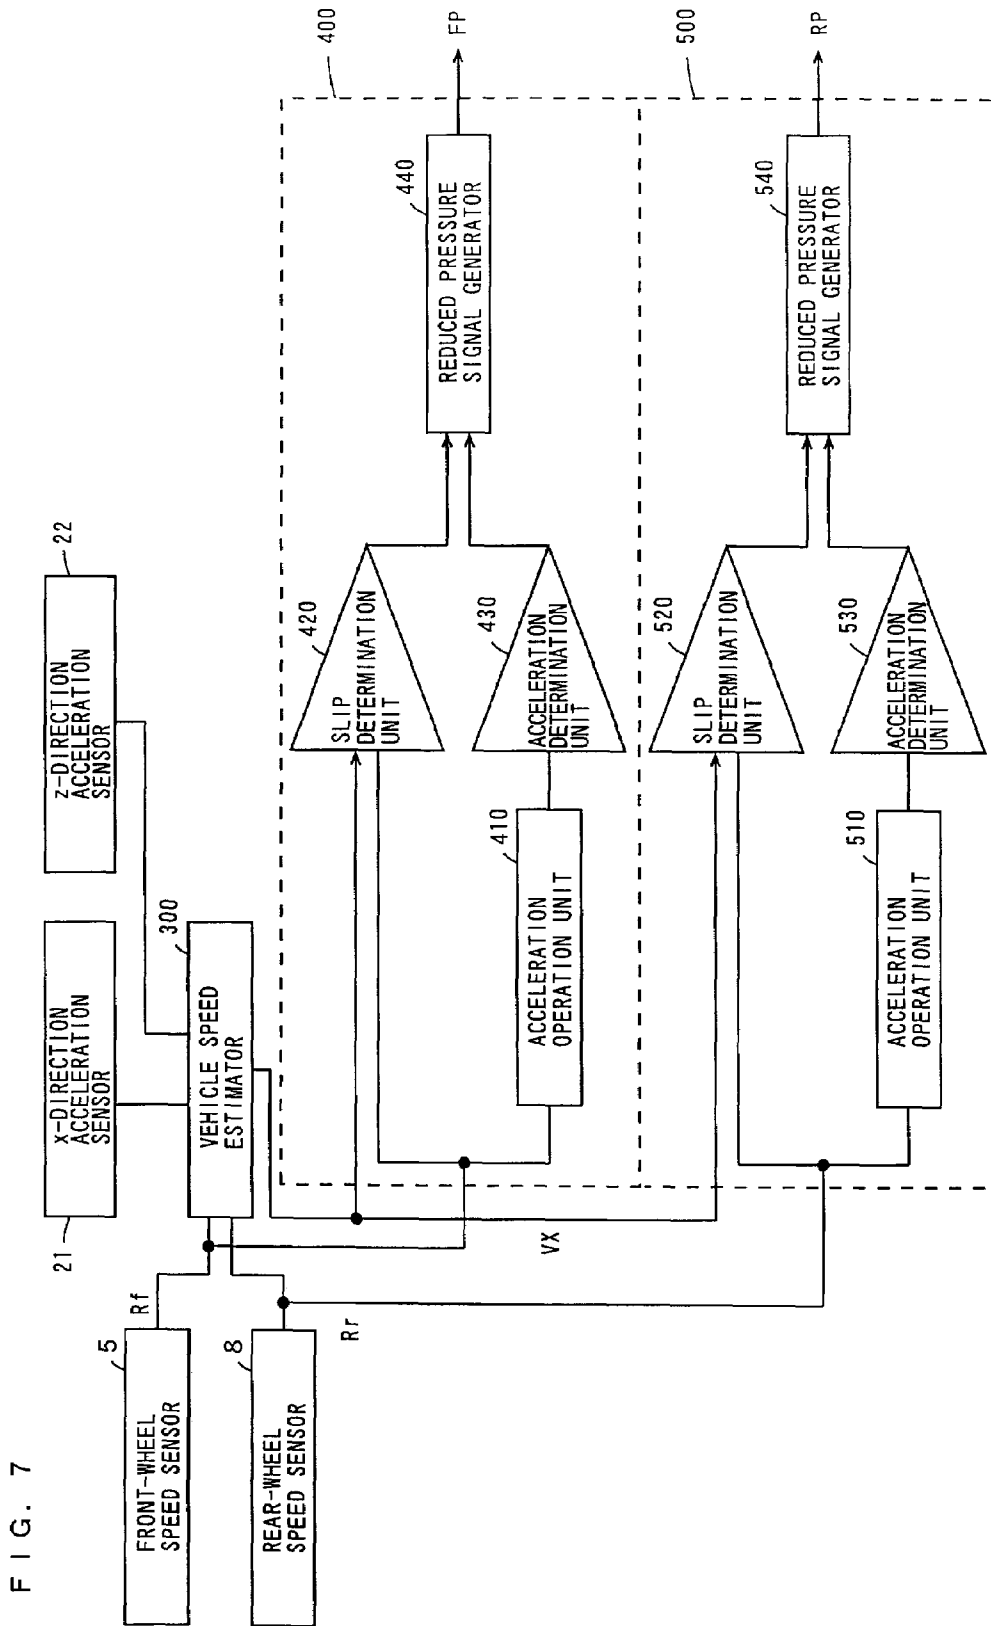 FIG. 7
5
FRONT-WHEEL
SPEED SENSOR
Rf
8
REAR-WHEEL
SPEED SENSOR
Rr
21
x-DIRECTION
ACCELERATION
SENSOR
22
z-DIRECTION
ACCELERATION
SENSOR
300
VEHICLE SPEED
ESTIMATOR
VX
400
410
ACCELERATION
OPERATION UNIT
420
SLIP
DETERMINATION
UNIT
430
ACCELERATION
DETERMINATION
UNIT
440
REDUCED PRESSURE
SIGNAL GENERATOR
FP
500
510
ACCELERATION
OPERATION UNIT
520
SLIP
DETERMINATION
UNIT
530
ACCELERATION
DETERMINATION
UNIT
540
REDUCED PRESSURE
SIGNAL GENERATOR
RP